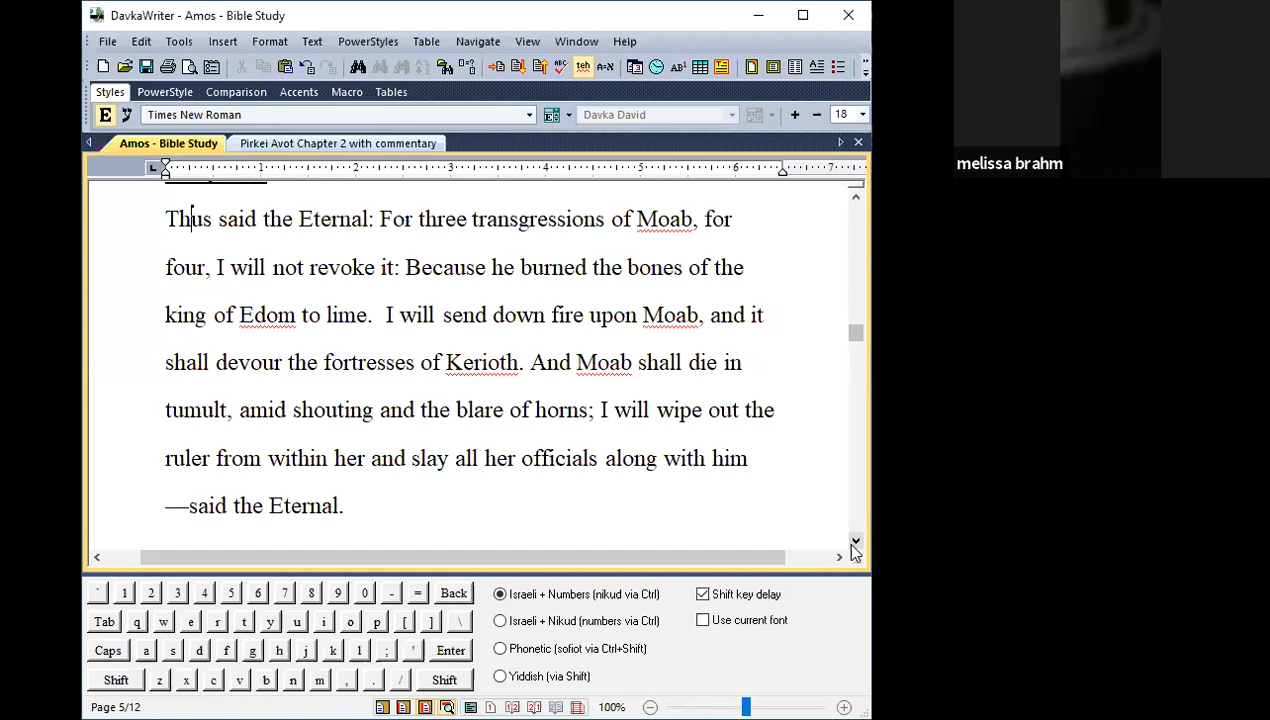 DavkaWriter - Amos - Bible Study
File Edit Tools Insert Format Text PowerStyles Table Navigate View Window Help
Styles PowerStyle Comparison Accents Macro Tables
E ע Times New Roman Davka David 18
Amos - Bible Study Pirkei Avot Chapter 2 with commentary
1 2 3 4 5 6 7
Thus said the Eternal: For three transgressions of Moab, for
four, I will not revoke it: Because he burned the bones of the
king of Edom to lime.  I will send down fire upon Moab, and it
shall devour the fortresses of Kerioth. And Moab shall die in
tumult, amid shouting and the blare of horns; I will wipe out the
ruler from within her and slay all her officials along with him
—said the Eternal.
` 1 2 3 4 5 6 7 8 9 0 - = Back
Tab q w e r t y u i o p [ ] \
Caps a s d f g h j k l ; ' Enter
Shift z x c v b n m , . / Shift
Israeli + Numbers (nikud via Ctrl)
Israeli + Nikud (numbers via Ctrl)
Phonetic (sofiot via Ctrl+Shift)
Yiddish (via Shift)
Shift key delay
Use current font
Page 5/12 100%
melissa brahm